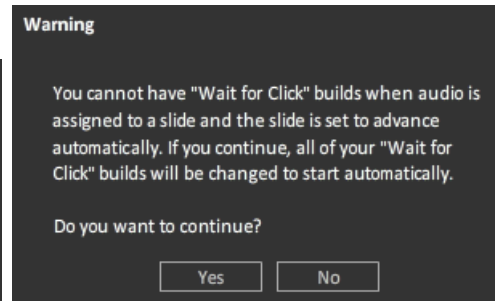 Warning
You cannot have "Wait for Click" builds when audio is
assigned to a slide and the slide is set to advance
automatically. If you continue, all of your "Wait for
Click" builds will be changed to start automatically.
Do you want to continue?
Yes No